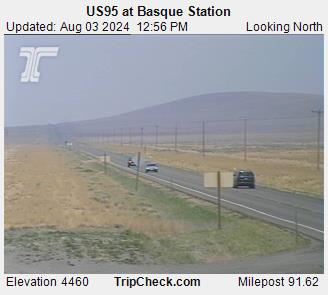 US95 at Basque Station
Updated: Aug 03 2024 12:56 PM Looking North
Elevation 4460 TripCheck.com Milepost 91.62